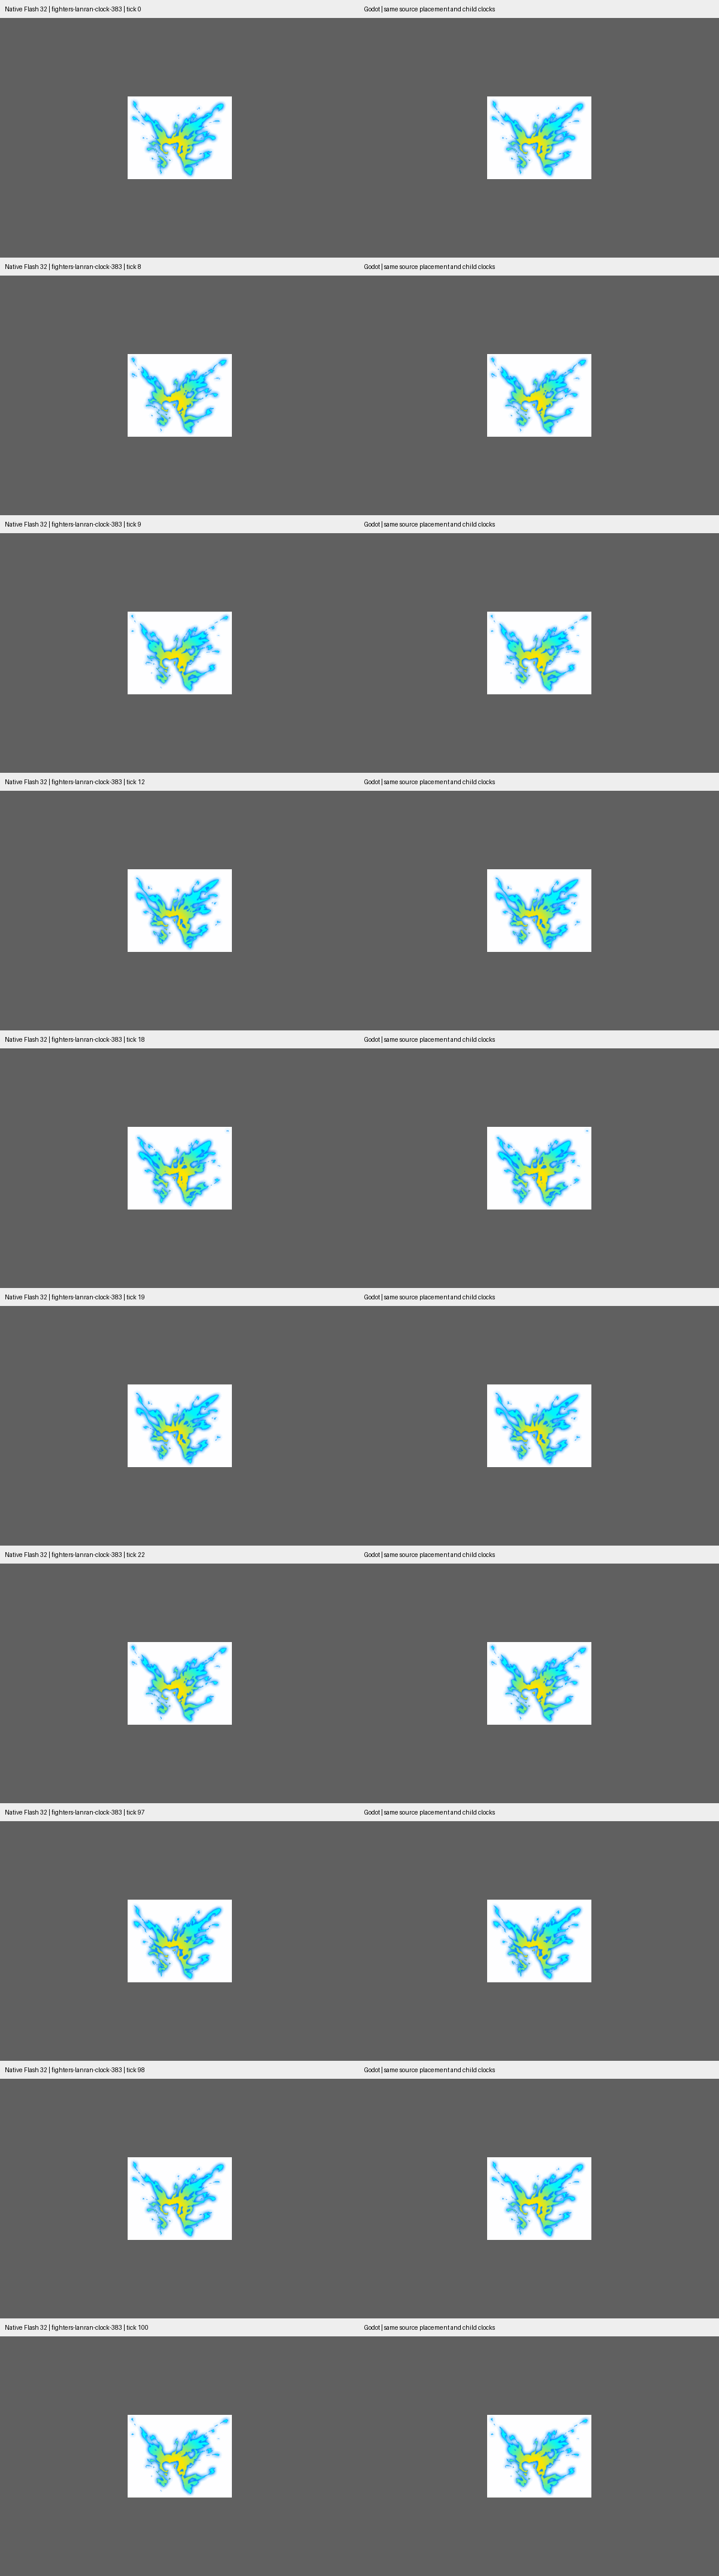 Native Flash 32 | fighters-lanran-clock-383 | tick 0 Godot | same source placement and child clocks
Native Flash 32 | fighters-lanran-clock-383 | tick 8 Godot | same source placement and child clocks
Native Flash 32 | fighters-lanran-clock-383 | tick 9 Godot | same source placement and child clocks
Native Flash 32 | fighters-lanran-clock-383 | tick 12 Godot | same source placement and child clocks
Native Flash 32 | fighters-lanran-clock-383 | tick 18 Godot | same source placement and child clocks
Native Flash 32 | fighters-lanran-clock-383 | tick 19 Godot | same source placement and child clocks
Native Flash 32 | fighters-lanran-clock-383 | tick 22 Godot | same source placement and child clocks
Native Flash 32 | fighters-lanran-clock-383 | tick 97 Godot | same source placement and child clocks
Native Flash 32 | fighters-lanran-clock-383 | tick 98 Godot | same source placement and child clocks
Native Flash 32 | fighters-lanran-clock-383 | tick 100 Godot | same source placement and child clocks